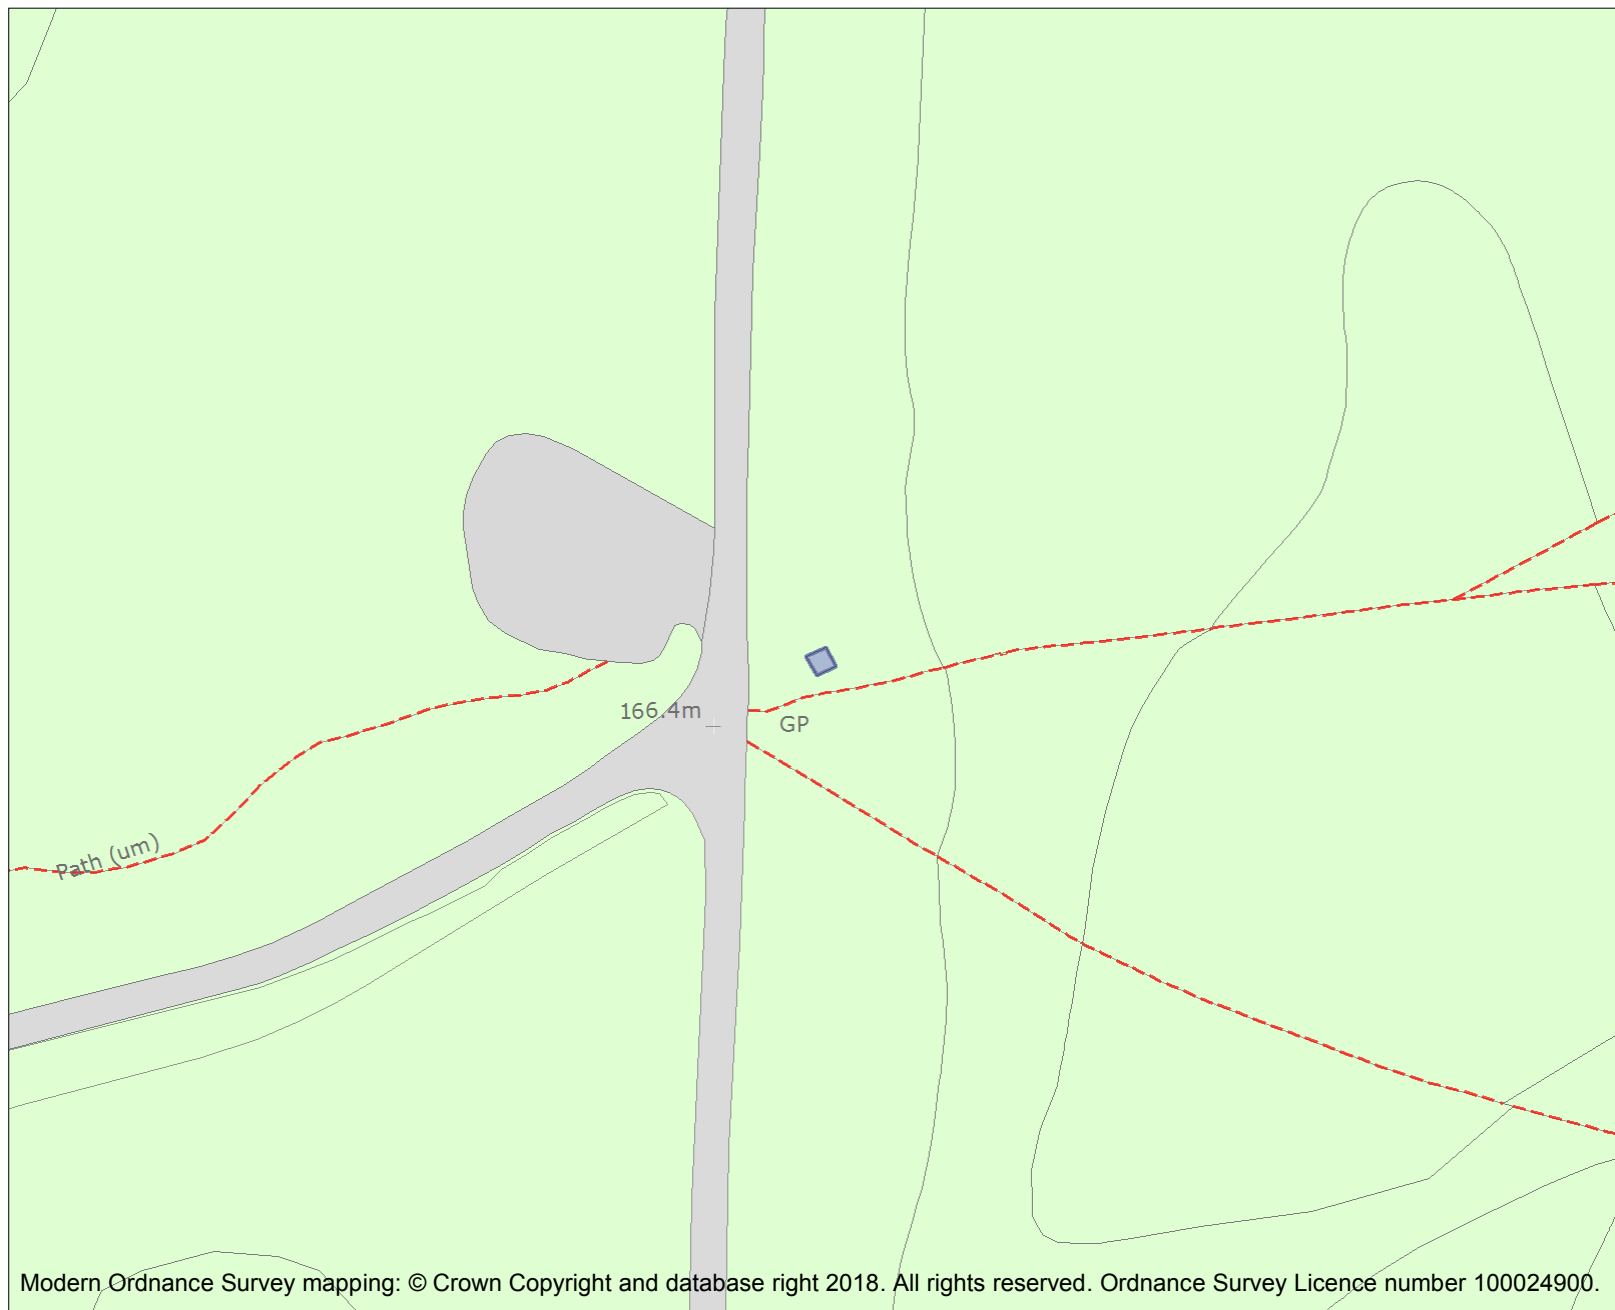 166.4m
GP
Path (um)
Modern Ordnance Survey mapping: © Crown Copyright and database right 2018. All rights reserved. Ordnance Survey Licence number 100024900.